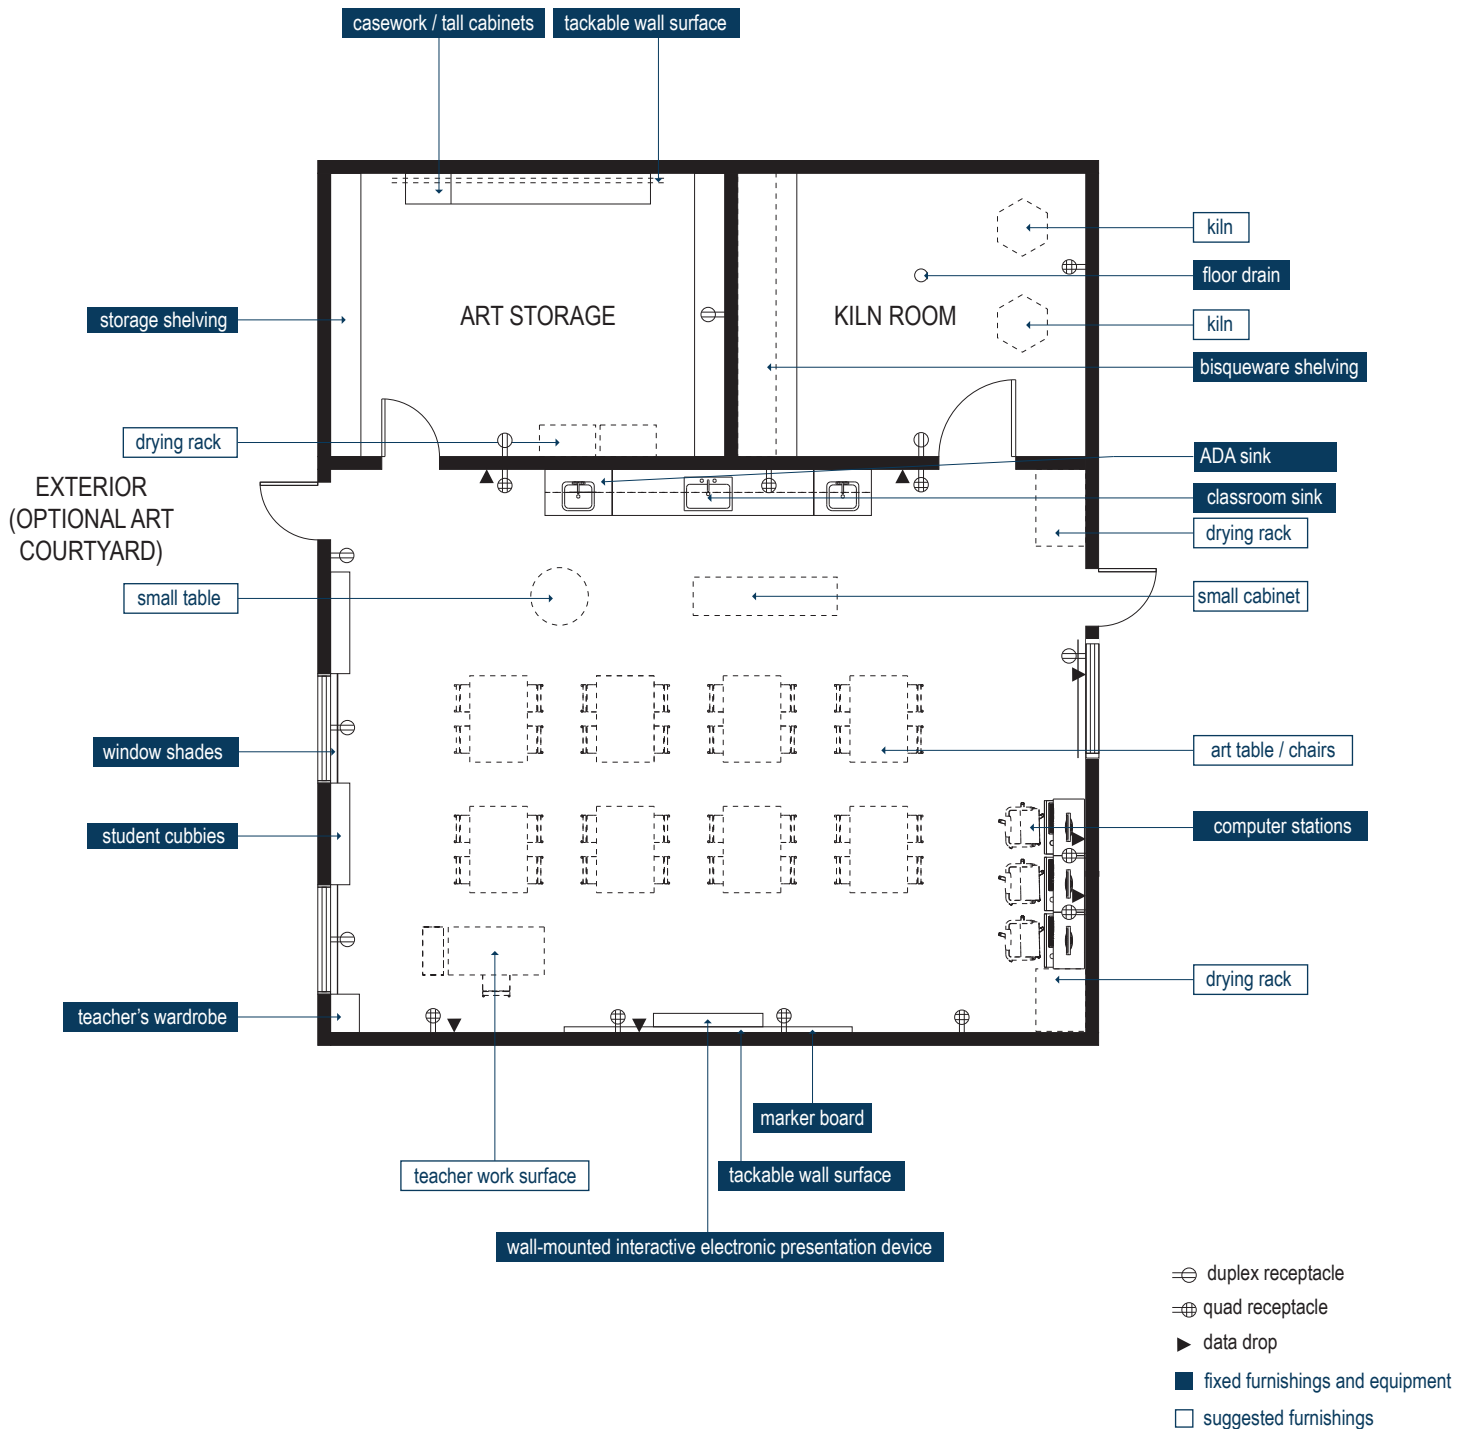 casework / tall cabinets
tackable wall surface
kiln
floor drain
storage shelving
ART STORAGE
KILN ROOM
kiln
bisqueware shelving
drying rack
ADA sink
EXTERIOR
(OPTIONAL ART
COURTYARD)
classroom sink
drying rack
small table
small cabinet
window shades
art table / chairs
student cubbies
computer stations
drying rack
teacher's wardrobe
marker board
teacher work surface
tackable wall surface
wall-mounted interactive electronic presentation device
duplex receptacle
quad receptacle
data drop
fixed furnishings and equipment
suggested furnishings